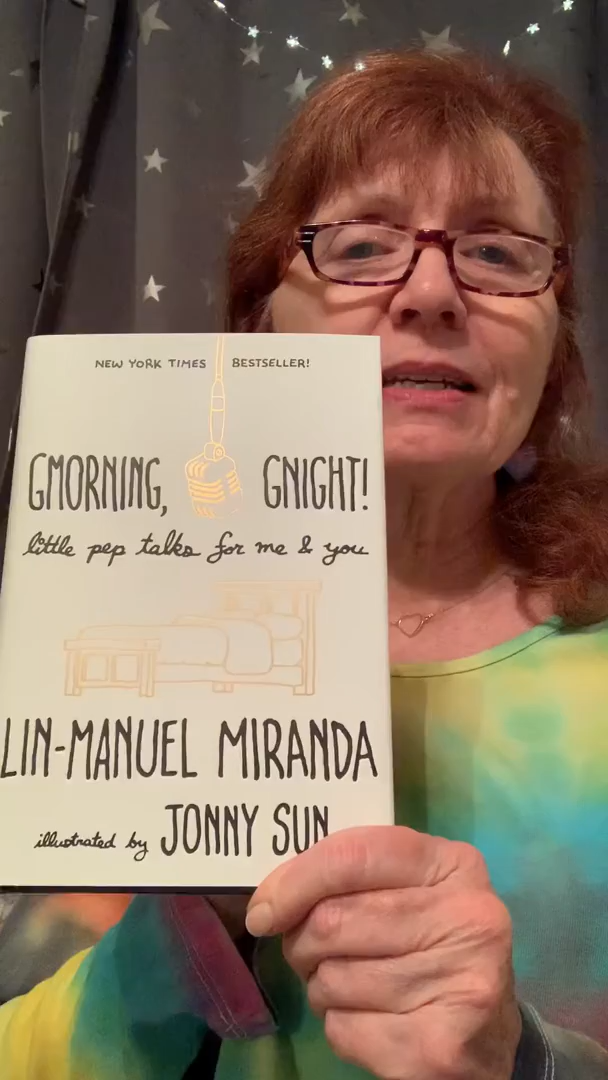 NEW YORK TIMES BESTSELLER!
GMORNING, GNIGHT!
little pep talks for me & you
LIN-MANUEL MIRANDA
illustrated by JONNY SUN